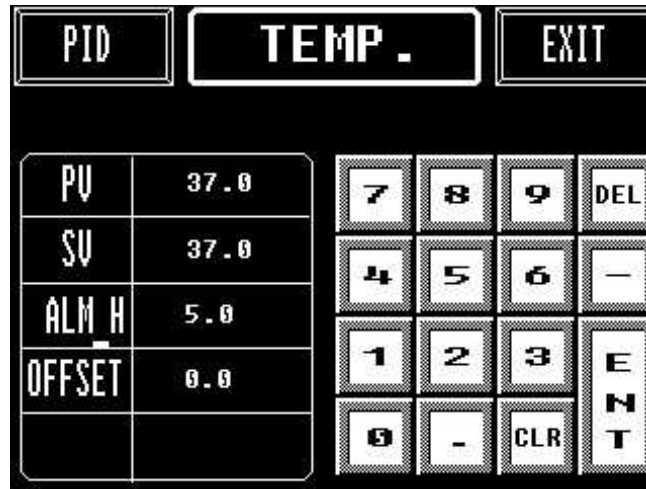 PID TEMP. EXIT
PV 37.0
SV 37.0
ALM_H 5.0
OFFSET 0.0
7 8 9 DEL
4 5 6 -
1 2 3 ENT
0 . CLR